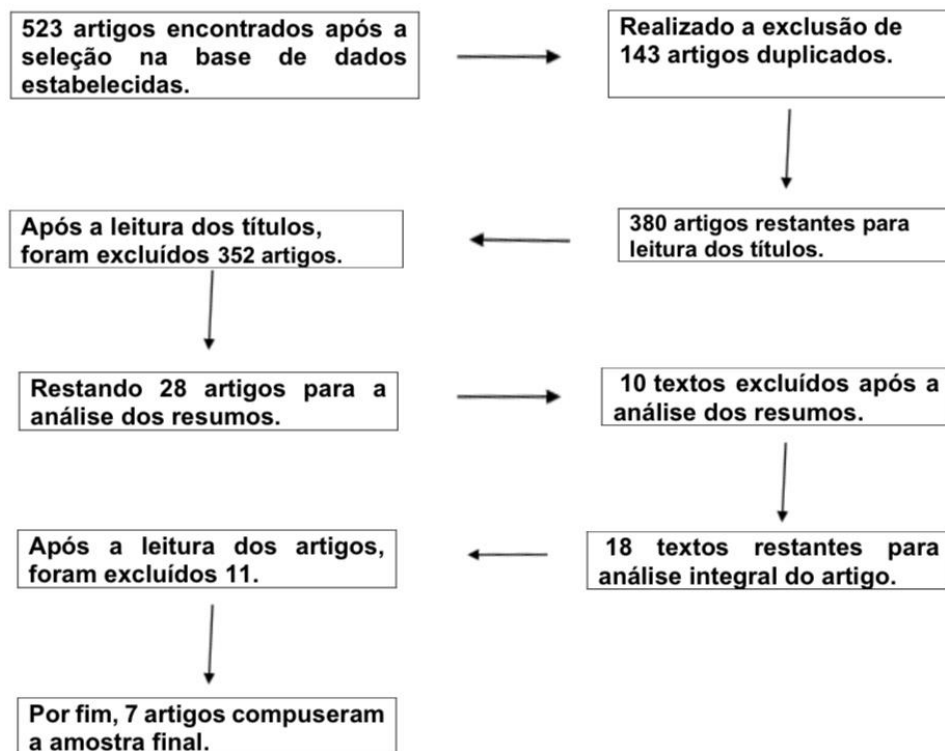 523 artigos encontrados após a
seleção na base de dados
estabelecidas.
Realizado a exclusão de
143 artigos duplicados.
380 artigos restantes para
leitura dos títulos.
Após a leitura dos títulos,
foram excluídos 352 artigos.
Restando 28 artigos para a
análise dos resumos.
10 textos excluídos após a
análise dos resumos.
18 textos restantes para
análise integral do artigo.
Após a leitura dos artigos,
foram excluídos 11.
Por fim, 7 artigos compuseram
a amostra final.